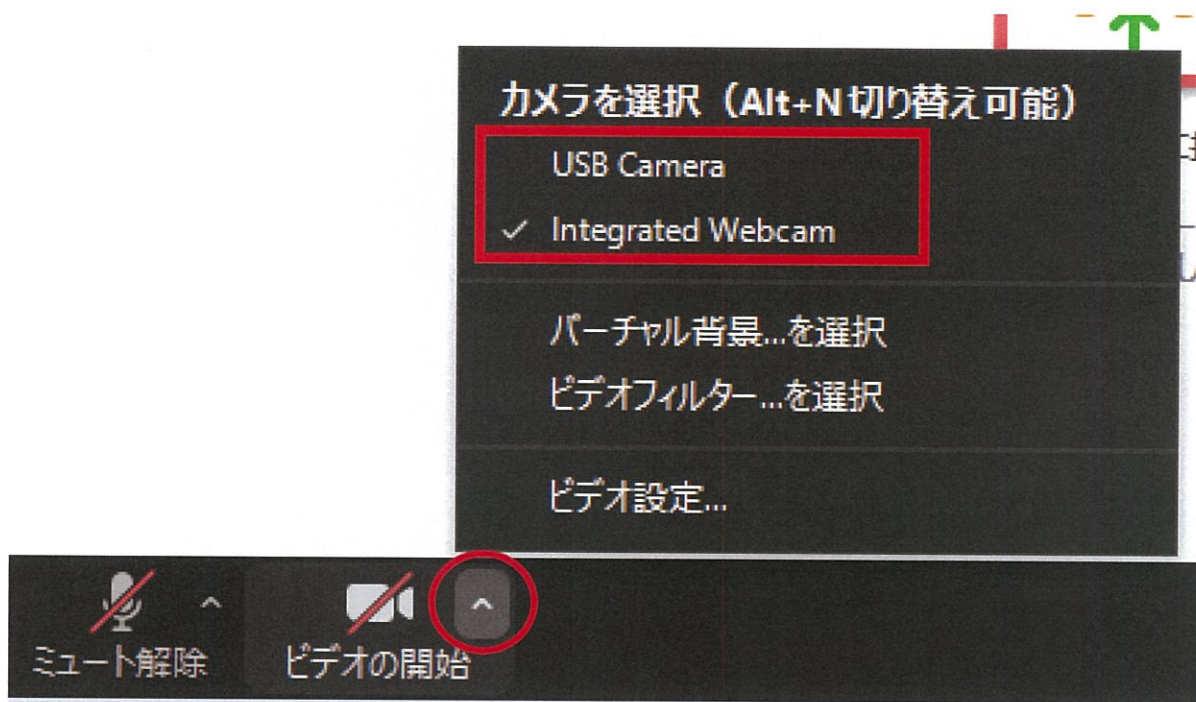 カメラを選択（Alt+N 切り替え可能）
USB Camera
Integrated Webcam
バーチャル背景...を選択
ビデオフィルター...を選択
ビデオ設定...
ミュート解除
ビデオの開始